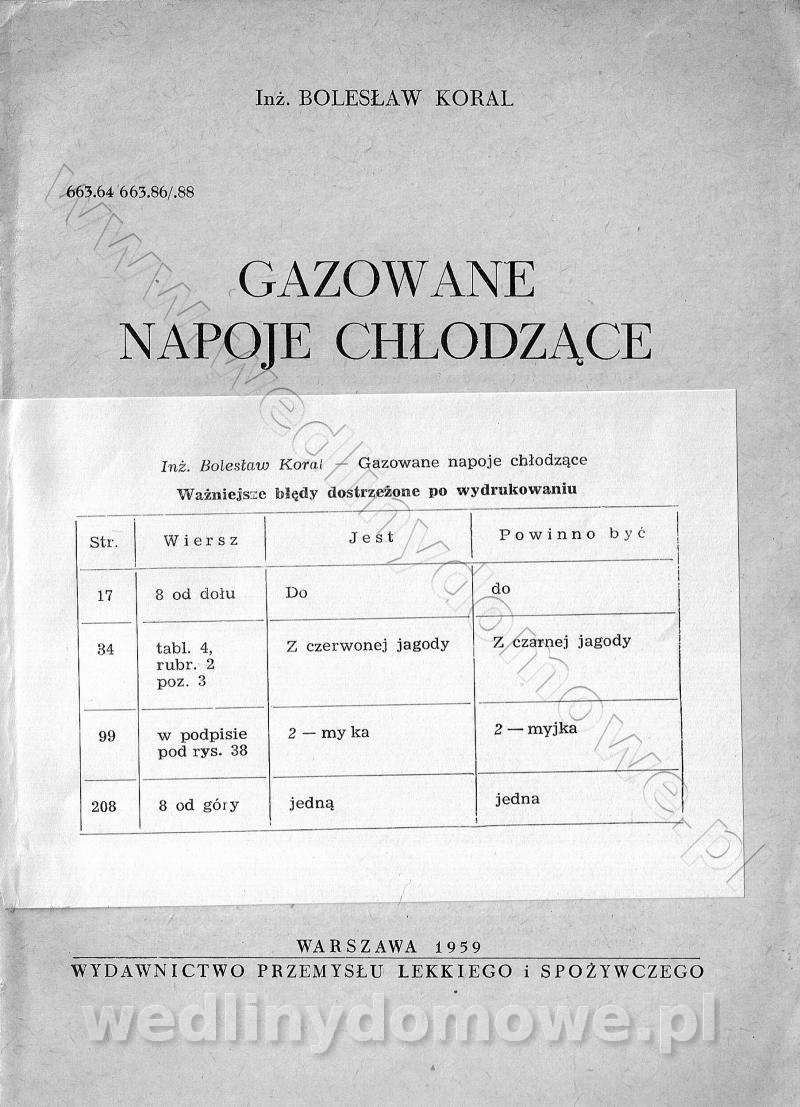 Inż. BOLESŁAW KORAL
663.64 663.86/.88
GAZOWANE
NAPOJE CHŁODZĄCE
Inż. Bolesław Koral — Gazowane napoje chłodzące
Ważniejsze błędy dostrzeżone po wydrukowaniu
Str. Wiersz Jest Powinno być
17 8 od dołu Do do
34 tabl. 4, Z czerwonej jagody Z czarnej jagody
rubr. 2
poz. 3
99 w podpisie 2 — my ka 2 — myjka
pod rys. 38
208 8 od góry jedną jedna
WARSZAWA 1959
WYDAWNICTWO PRZEMYSŁU LEKKIEGO i SPOŻYWCZEGO
www.wedlinydomowe.pl
wedlinydomowe.pl